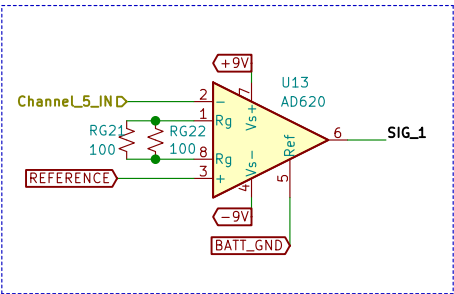 +9V
U13
AD620
Chann_5_IN
2
-
7
Vs+
1
Rg
RG21
100
RG22
100
8
Rg
REFERENCE
3
+
Vs-
4
Ref
5
6
SIG_1
-9V
BATT_GND